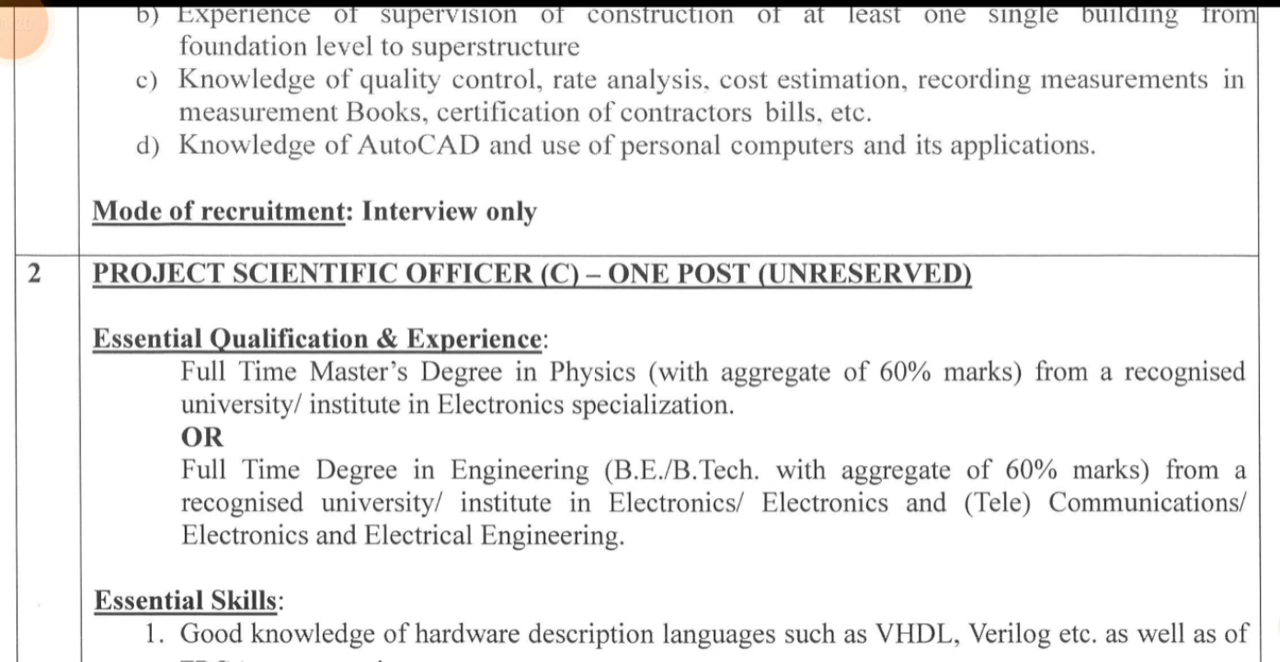 b) Experience of supervision of construction of at least one single building from
foundation level to superstructure
c) Knowledge of quality control, rate analysis, cost estimation, recording measurements in
measurement Books, certification of contractors bills, etc.
d) Knowledge of AutoCAD and use of personal computers and its applications.
Mode of recruitment: Interview only
2 PROJECT SCIENTIFIC OFFICER (C) – ONE POST (UNRESERVED)
Essential Qualification & Experience:
Full Time Master's Degree in Physics (with aggregate of 60% marks) from a recognised
university/ institute in Electronics specialization.
OR
Full Time Degree in Engineering (B.E./B.Tech. with aggregate of 60% marks) from a
recognised university/ institute in Electronics/ Electronics and (Tele) Communications/
Electronics and Electrical Engineering.
Essential Skills:
1. Good knowledge of hardware description languages such as VHDL, Verilog etc. as well as of